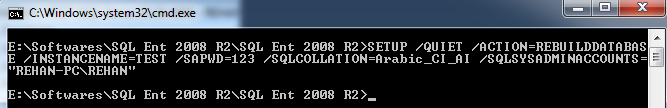 C:\Windows\system32\cmd.exe
E:\Softwares\SQL Ent 2008 R2\SQL Ent 2008 R2>SETUP /QUIET /ACTION=REBUILDDATABAS
E /INSTANCENAME=TEST /SAPWD=123 /SQLCOLLATION=Arabic_CI_AI /SQLSYSADMINACCOUNTS=
"REHAN-PC\REHAN"
E:\Softwares\SQL Ent 2008 R2\SQL Ent 2008 R2>_